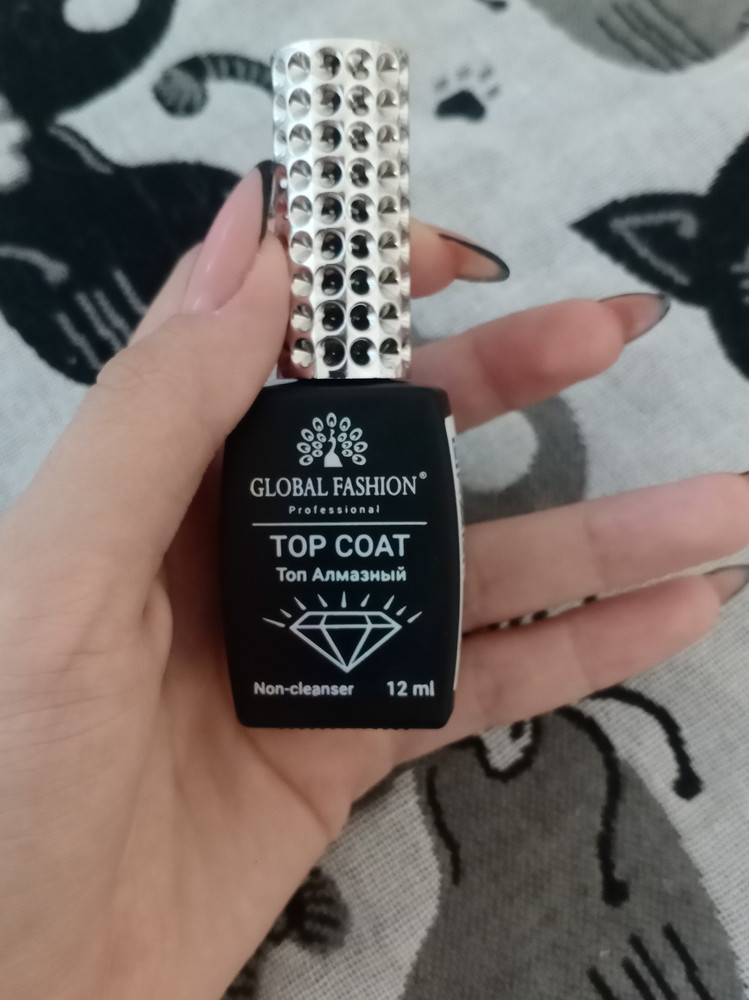 GLOBAL FASHION®
Professional
TOP COAT
Топ Алмазный
Non-cleanser 12 ml